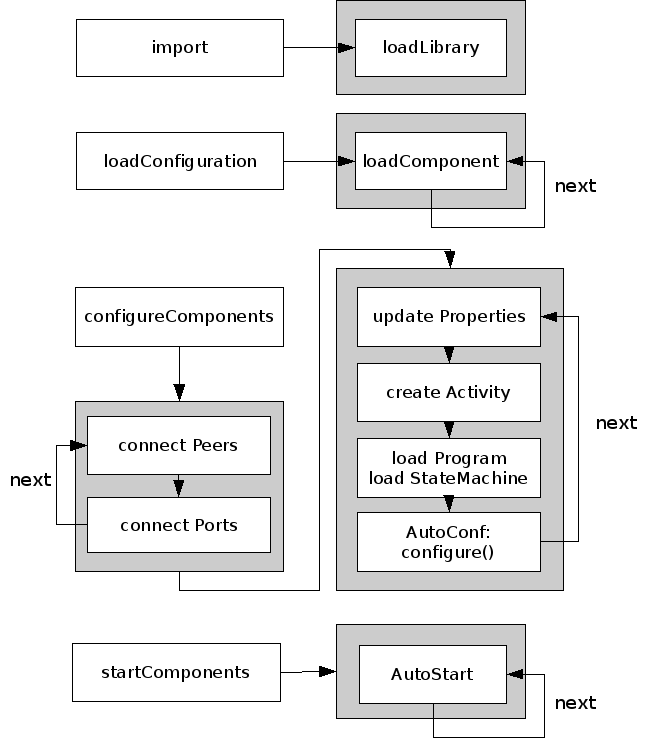 import
loadLibrary
loadConfiguration
loadComponent
next
configureComponents
connect Peers
next
connect Ports
update Properties
create Activity
next
load Program
load StateMachine
AutoConf:
configure()
startComponents
AutoStart
next